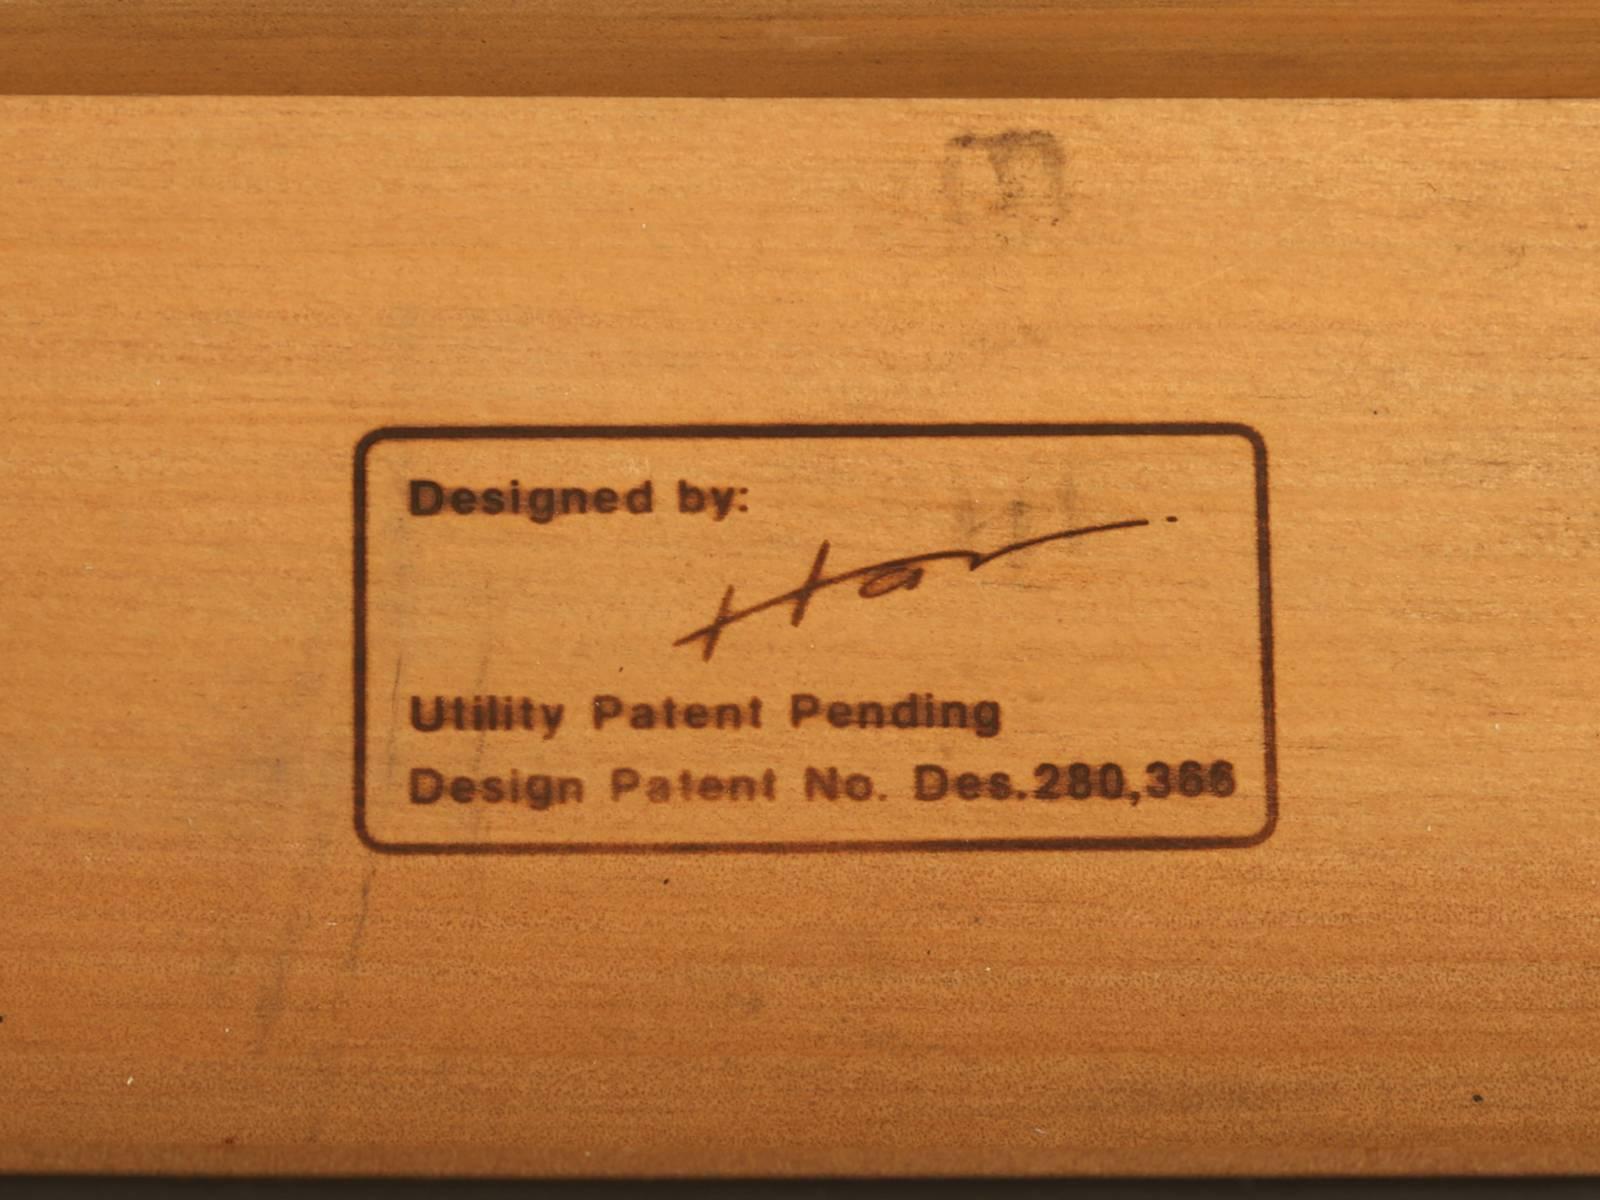 Designed by:
Utility Patent Pending
Design Patent No. Des.280,366